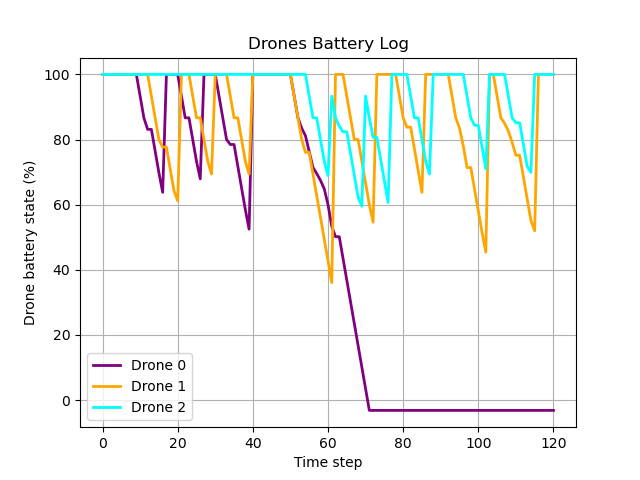 Drones Battery Log
Drone battery state (%)
100
80
60
40
20
0
Drone 0
Drone 1
Drone 2
0 20 40 60 80 100 120
Time step